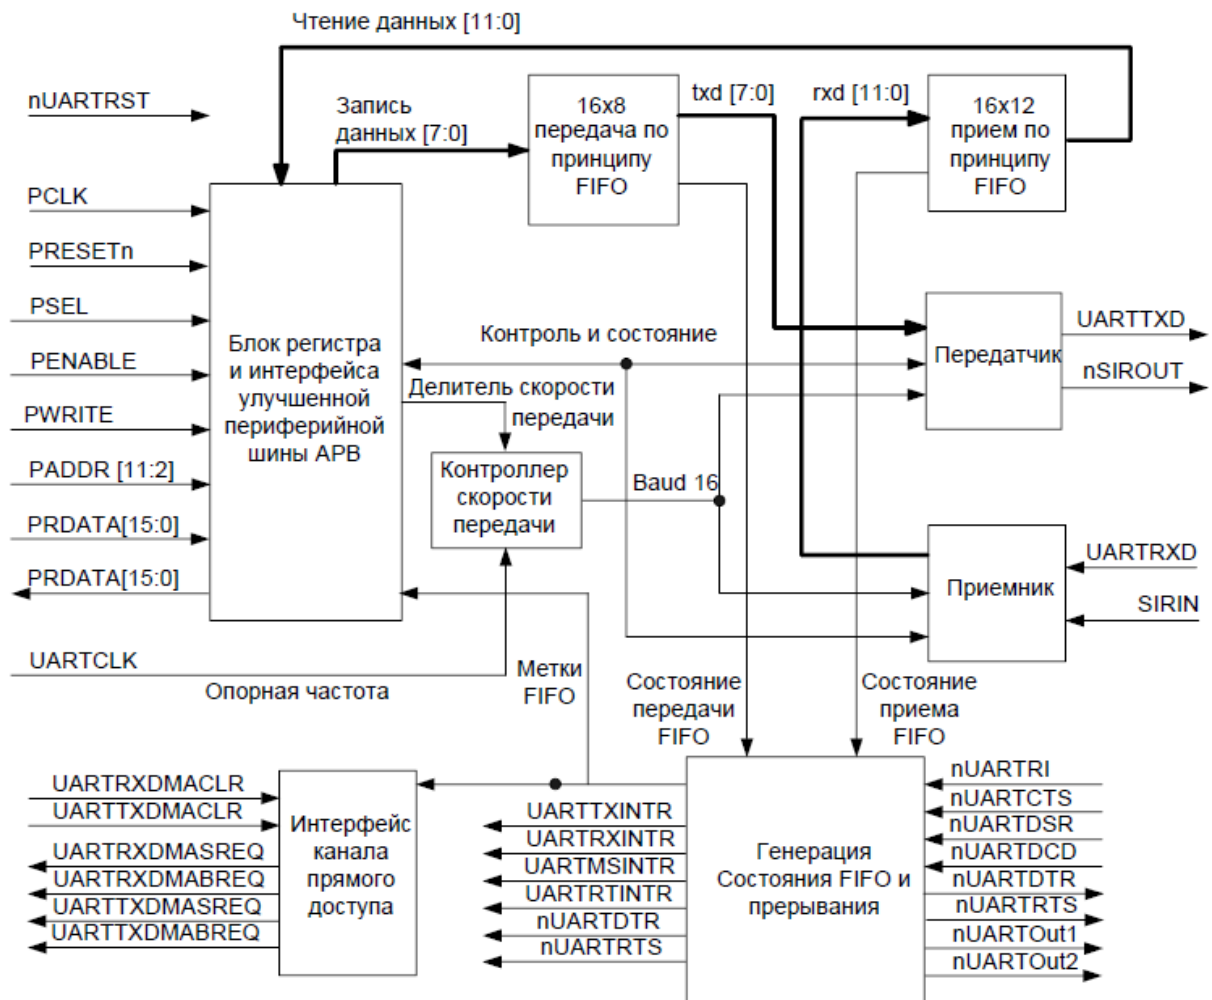 Чтение данных [11:0]
nUARTRST
Запись
данных [7:0]
16x8
передача по
принципу
FIFO
txd [7:0]
rxd [11:0]
16x12
прием по
принципу
FIFO
PCLK
PRESETn
PSEL
PENABLE
PWRITE
PADDR [11:2]
PRDATA[15:0]
PRDATA[15:0]
UARTCLK
Опорная частота
Блок регистра
и интерфейса
улучшенной
периферийной
шины APB
Контроль и состояние
Делитель скорости
передачи
Контроллер
скорости
передачи
Baud 16
Передатчик
UARTTXD
nSIROUT
Приемник
UARTRXD
SIRIN
Метки
FIFO
Состояние
передачи
FIFO
Состояние
приема
FIFO
UARTRXDMACLR
UARTTXDMACLR
UARTRXDMASREQ
UARTRXDMABREQ
UARTTXDMASREQ
UARTTXDMABREQ
Интерфейс
канала
прямого
доступа
UARTTXINTR
UARTRXINTR
UARTMSINTR
UARTRTINTR
nUARTDTR
nUARTRTS
Генерация
Состояния FIFO и
прерывания
nUARTRI
nUARTCTS
nUARTDSR
nUARTDCD
nUARTDTR
nUARTRTS
nUARTOut1
nUARTOut2